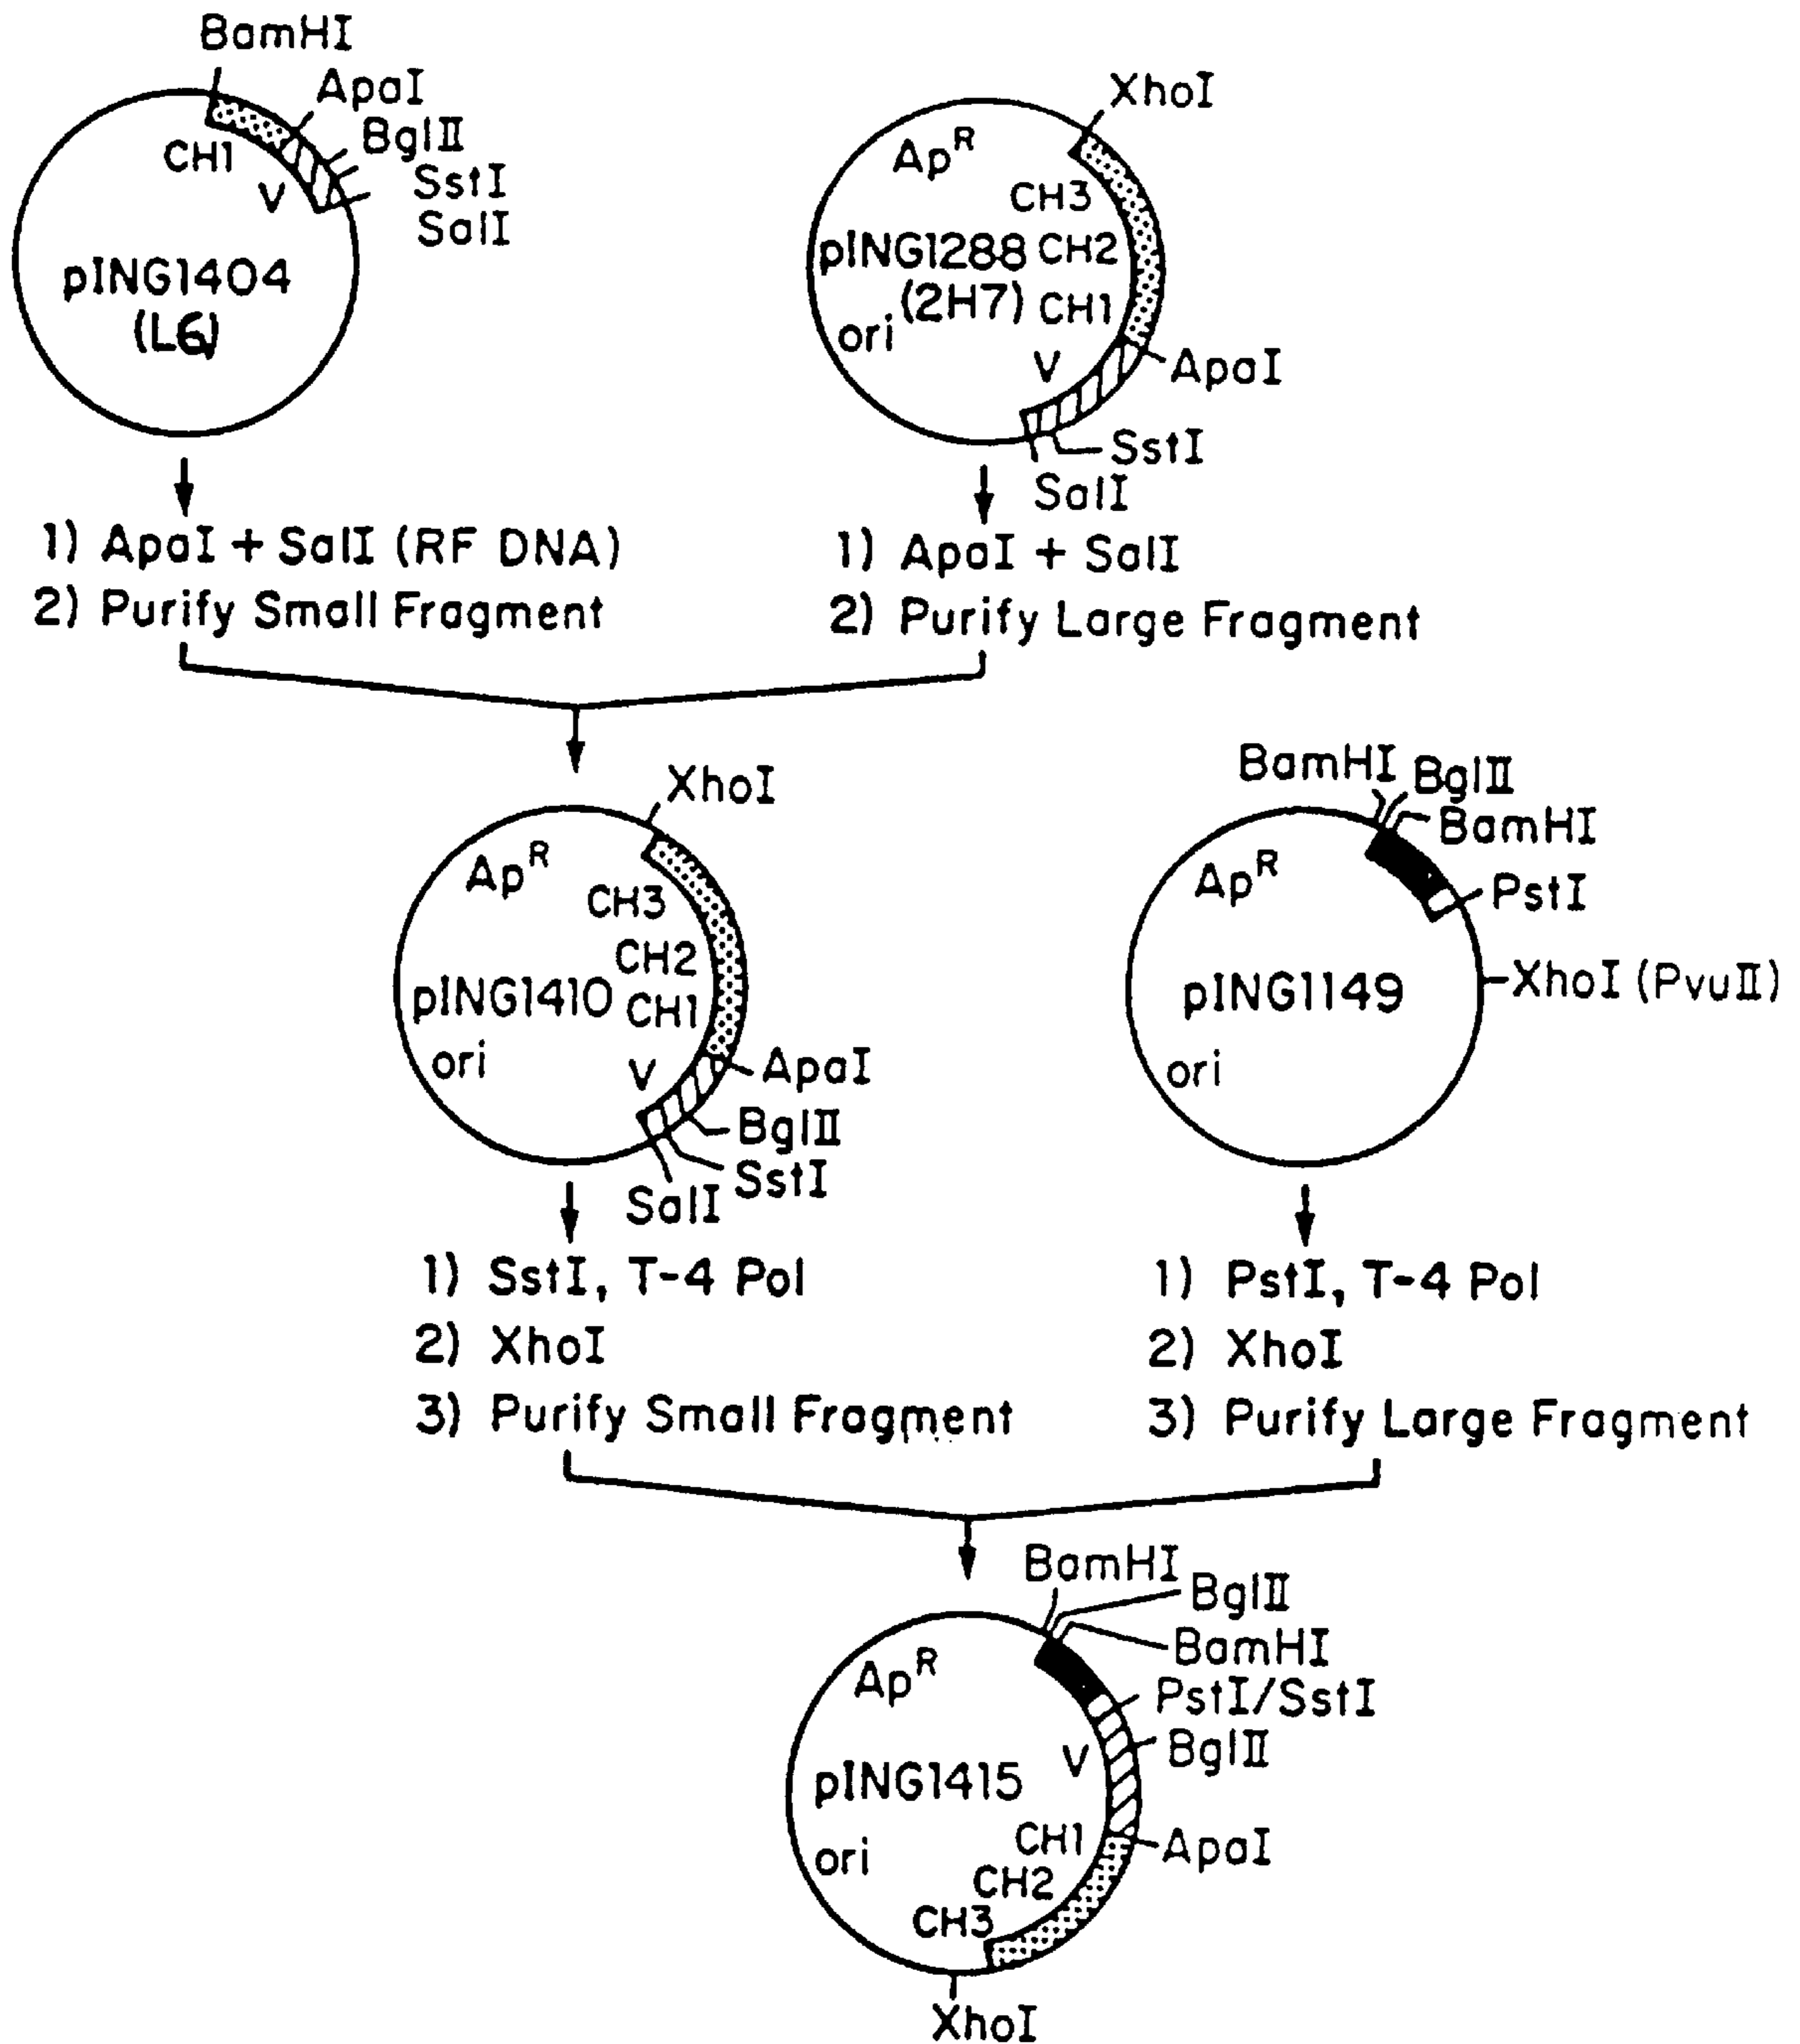 BamHI
ApaI
BglII
SstI
SalI
CH1
V
pING1404
(L6)
XhoI
Ap^R
CH3
pING1288 CH2
(2H7) CH1
ori
V
ApaI
SstI
SalI
1) ApaI + SalI (RF DNA)
2) Purify Small Fragment
1) ApaI + SalI
2) Purify Large Fragment
XhoI
Ap^R
CH3
CH2
pING1410 CH1
ori
V
ApaI
BglII
SstI
SalI
BamHI BglII
BamHI
Ap^R
PstI
XhoI (PvuII)
pING1149
ori
1) SstI, T-4 Pol
2) XhoI
3) Purify Small Fragment
1) PstI, T-4 Pol
2) XhoI
3) Purify Large Fragment
BamHI
BglII
BamHI
Ap^R
PstI/SstI
BglII
V
pING1415
CH1
ApaI
ori
CH2
CH3
XhoI